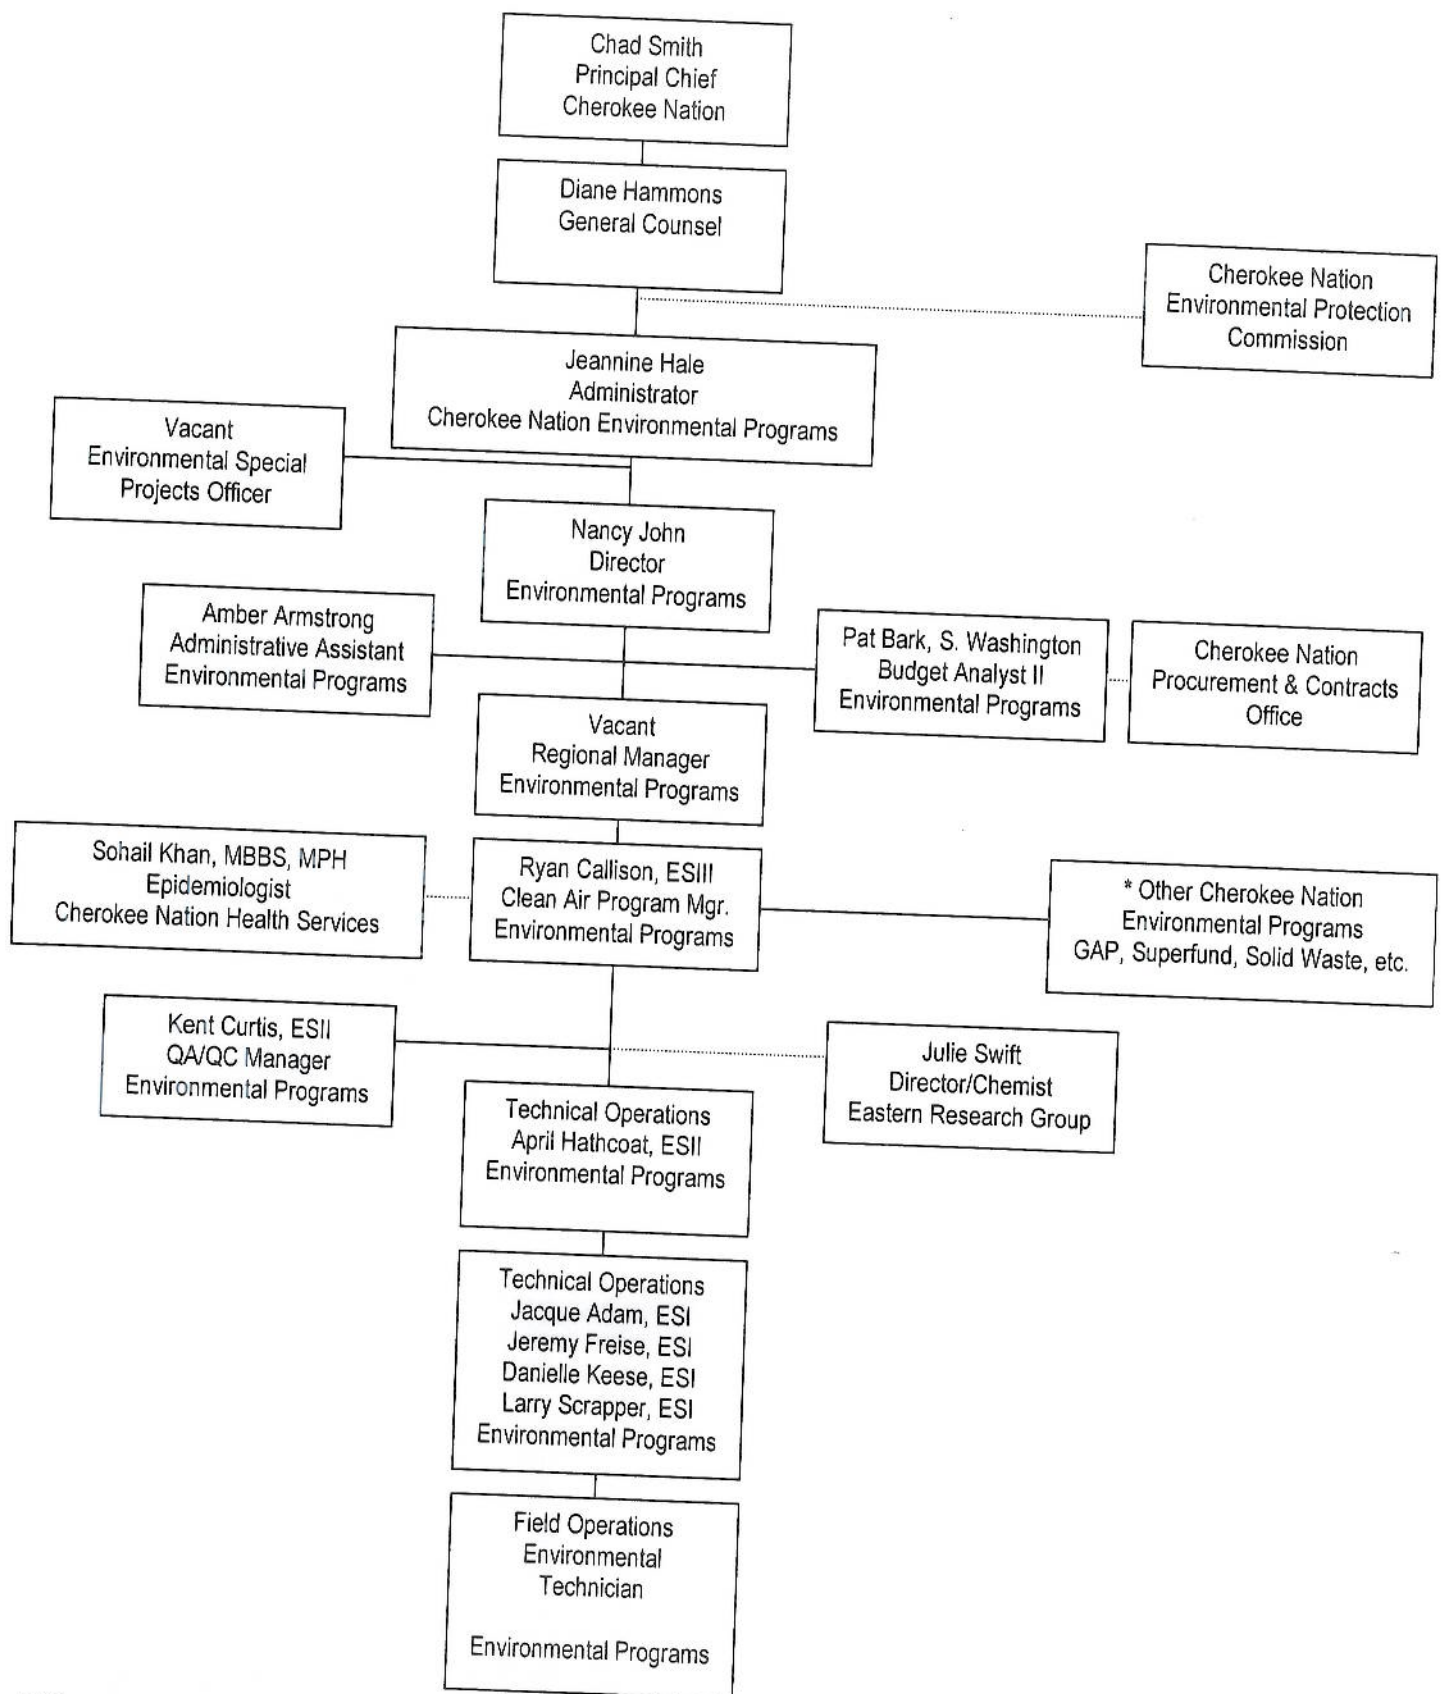 Chad Smith
Principal Chief
Cherokee Nation
Diane Hammons
General Counsel
Cherokee Nation
Environmental Protection
Commission
Jeannine Hale
Administrator
Cherokee Nation Environmental Programs
Vacant
Environmental Special
Projects Officer
Nancy John
Director
Environmental Programs
Amber Armstrong
Administrative Assistant
Environmental Programs
Pat Bark, S. Washington
Budget Analyst II
Environmental Programs
Cherokee Nation
Procurement & Contracts
Office
Vacant
Regional Manager
Environmental Programs
Sohail Khan, MBBS, MPH
Epidemiologist
Cherokee Nation Health Services
Ryan Callison, ESIII
Clean Air Program Mgr.
Environmental Programs
* Other Cherokee Nation
Environmental Programs
GAP, Superfund, Solid Waste, etc.
Kent Curtis, ESII
QA/QC Manager
Environmental Programs
Julie Swift
Director/Chemist
Eastern Research Group
Technical Operations
April Hathcoat, ESII
Environmental Programs
Technical Operations
Jacque Adam, ESI
Jeremy Freise, ESI
Danielle Keese, ESI
Larry Scrapper, ESI
Environmental Programs
Field Operations
Environmental
Technician
Environmental Programs